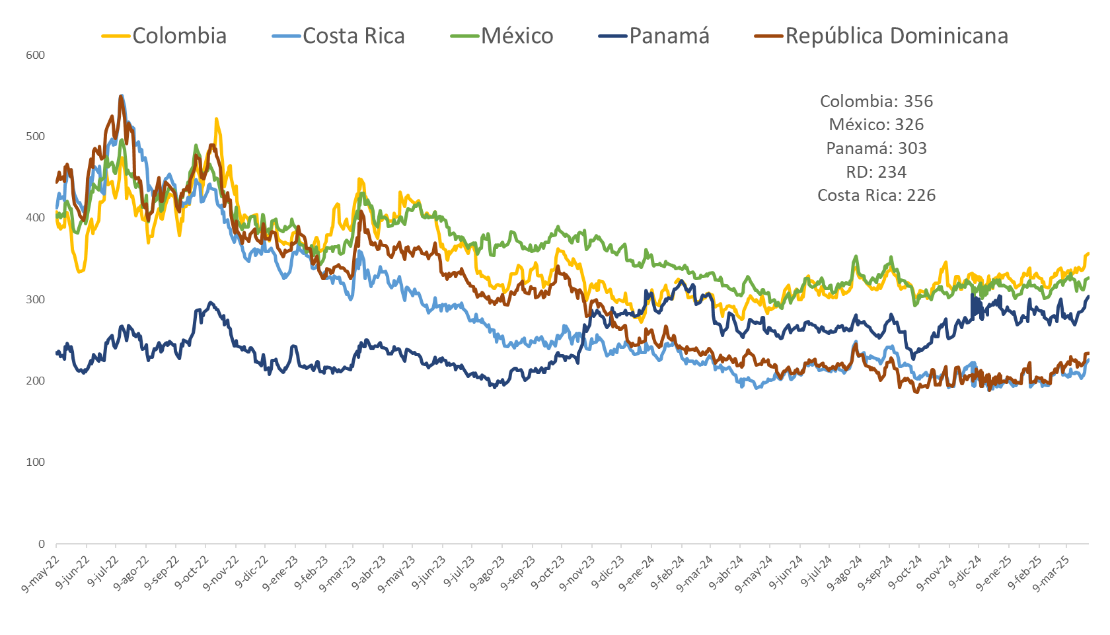 Colombia Costa Rica México Panamá República Dominicana
600
500
400
300
200
100
0
Colombia: 356
México: 326
Panamá: 303
RD: 234
Costa Rica: 226
9-may-22
9-jun-22
9-jul-22
9-ago-22
9-sep-22
9-oct-22
9-nov-22
9-dic-22
9-ene-23
9-feb-23
9-mar-23
9-abr-23
9-may-23
9-jun-23
9-jul-23
9-ago-23
9-sep-23
9-oct-23
9-nov-23
9-dic-23
9-ene-24
9-feb-24
9-mar-24
9-abr-24
9-may-24
9-jun-24
9-jul-24
9-ago-24
9-sep-24
9-oct-24
9-nov-24
9-dic-24
9-ene-25
9-feb-25
9-mar-25